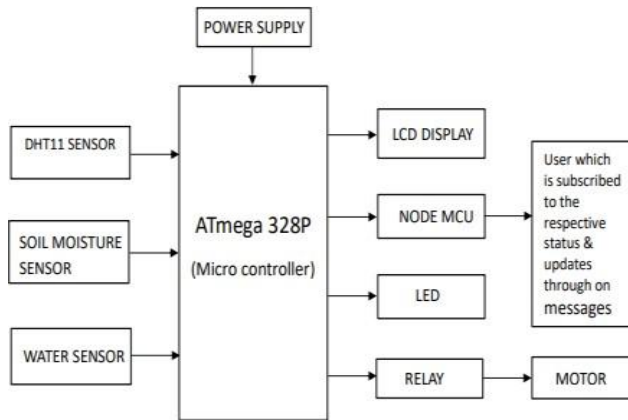 POWER SUPPLY
DHT11 SENSOR
SOIL MOISTURE
SENSOR
WATER SENSOR
ATmega 328P
(Micro controller)
LCD DISPLAY
NODE MCU
LED
RELAY
User which
is subscribed
to the
respective
status &
updates
through on
messages
MOTOR